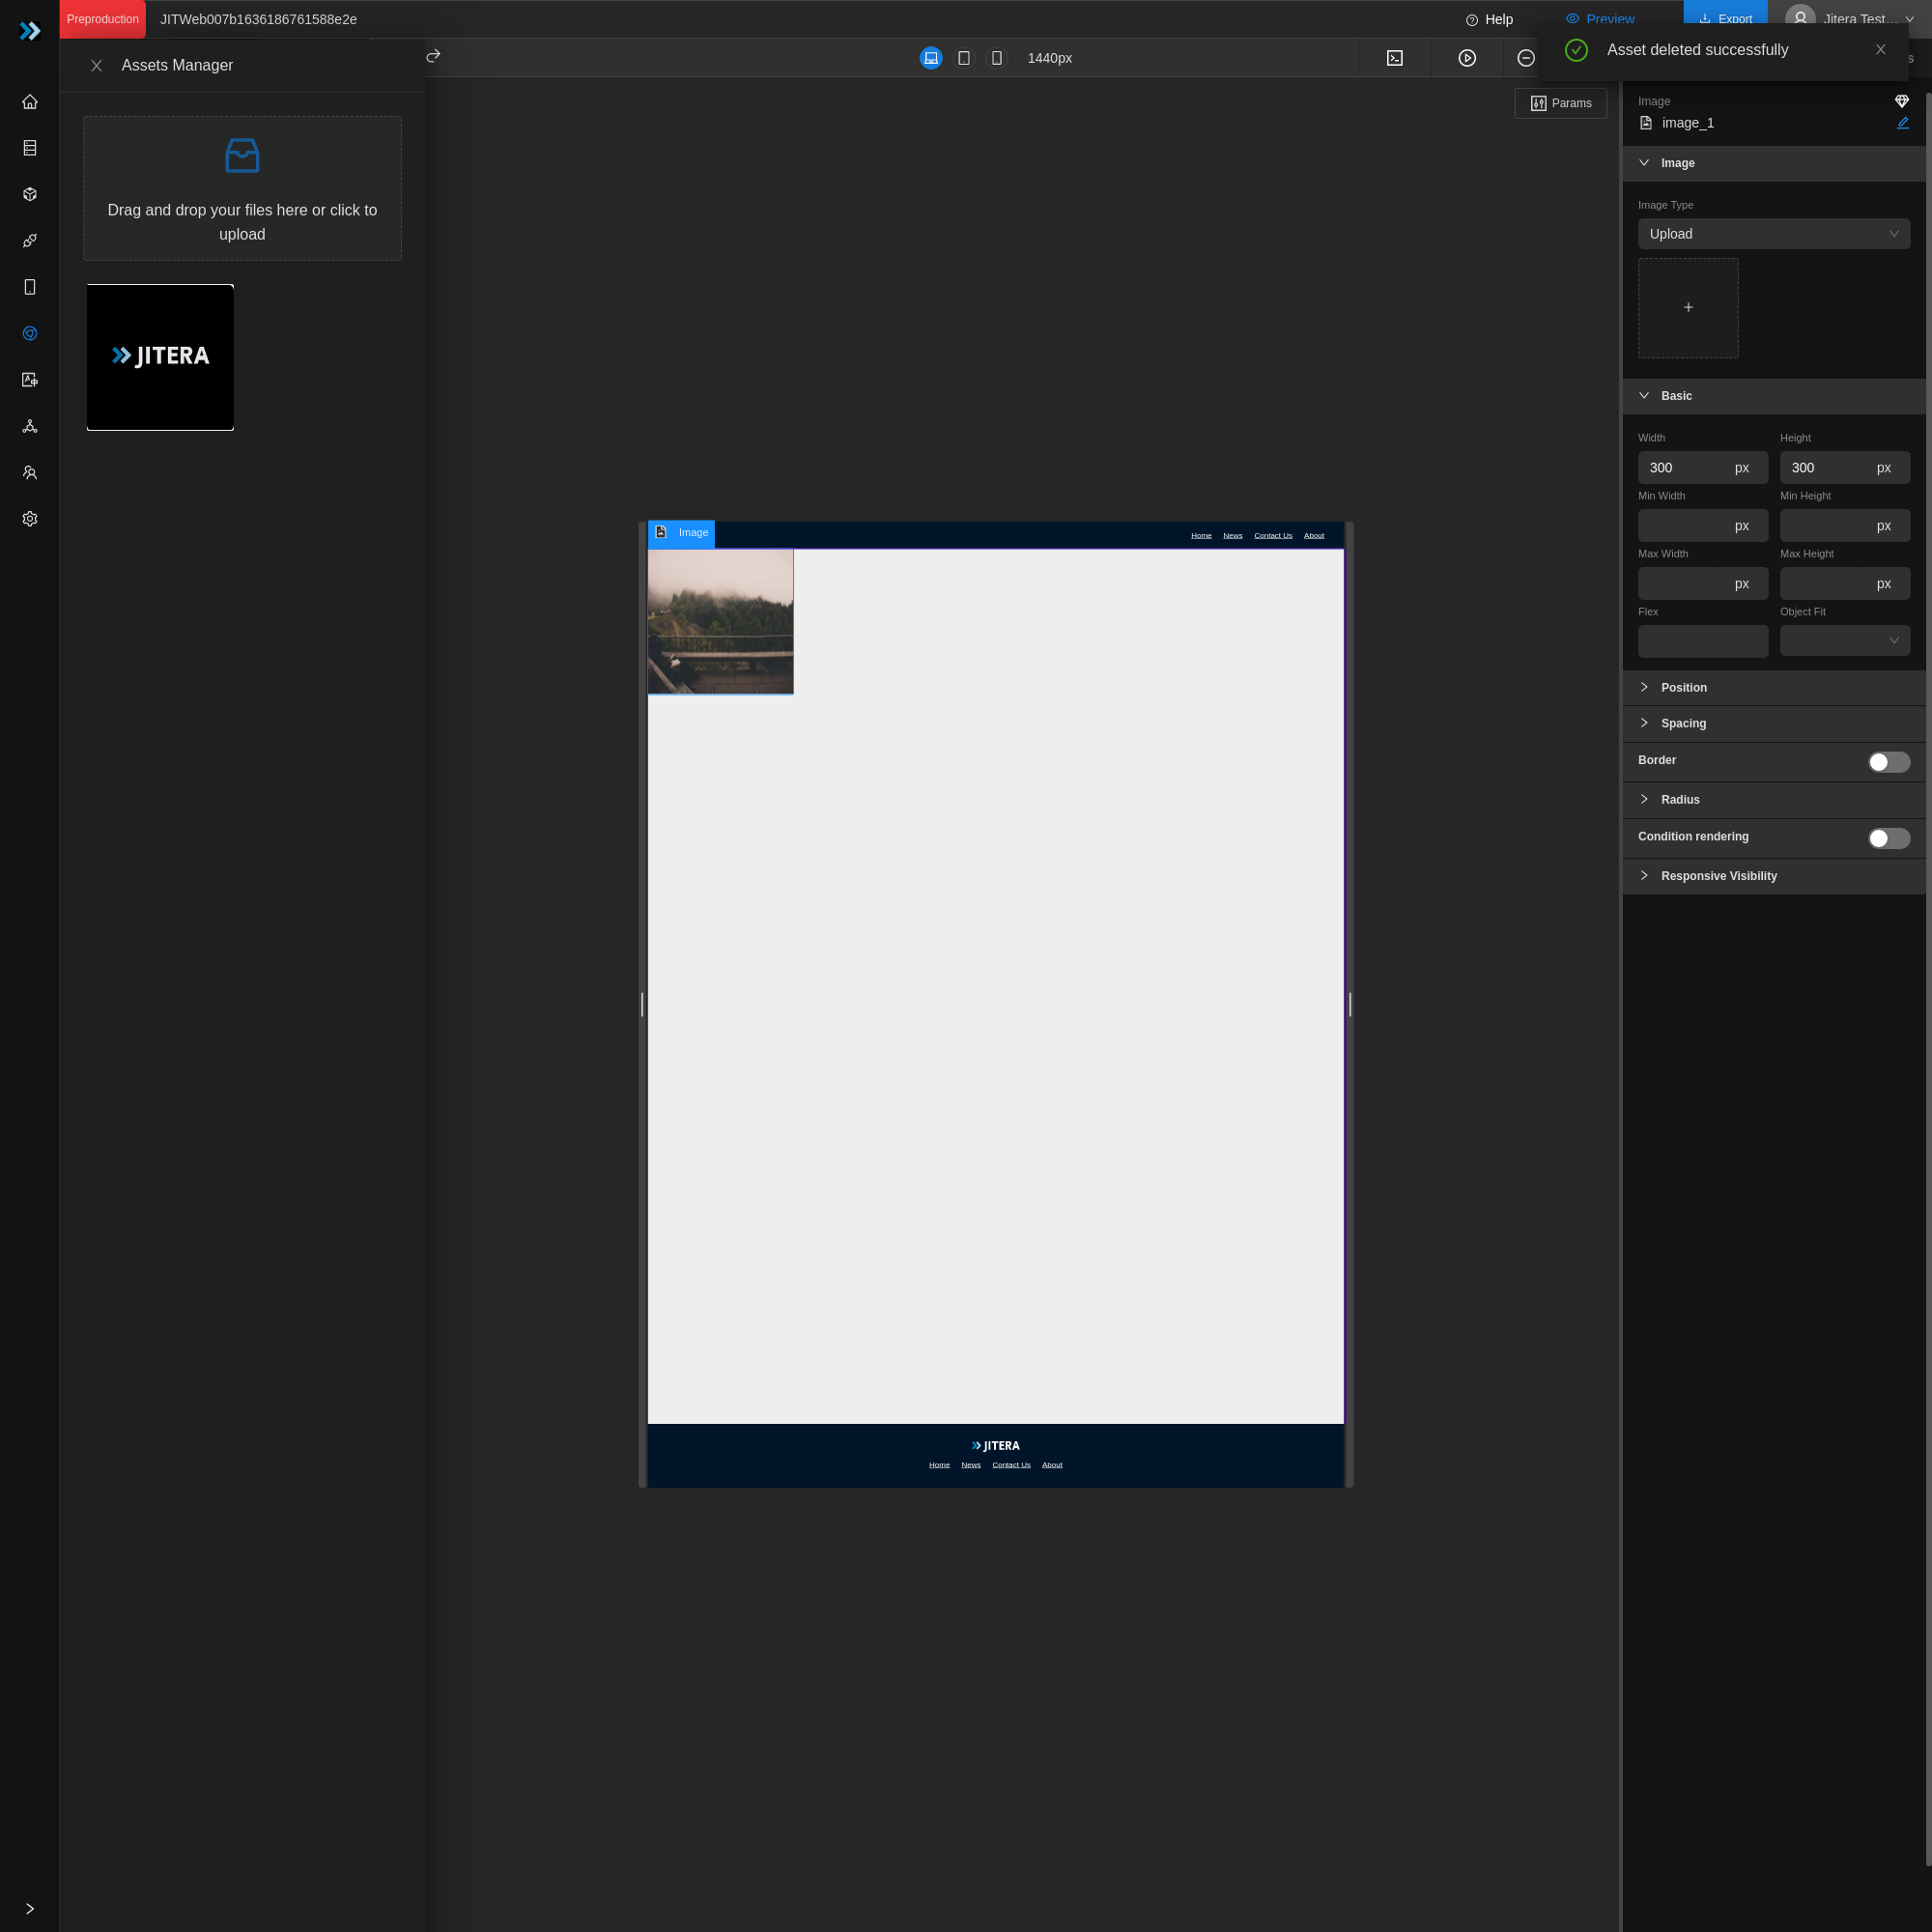 Preproduction
JITWeb007b1636186761588e2e
Help
Preview
Export
Jitera Test...
Asset deleted successfully
Assets Manager
1440px
Params
Drag and drop your files here or click to
upload
JITERA
Image
image_1
Image
Image Type
Upload
Basic
Width
Height
300
px
300
px
Min Width
Min Height
px
px
Max Width
Max Height
px
px
Flex
Object Fit
Position
Spacing
Border
Radius
Condition rendering
Responsive Visibility
Image
Home
News
Contact Us
About
JITERA
Home
News
Contact Us
About